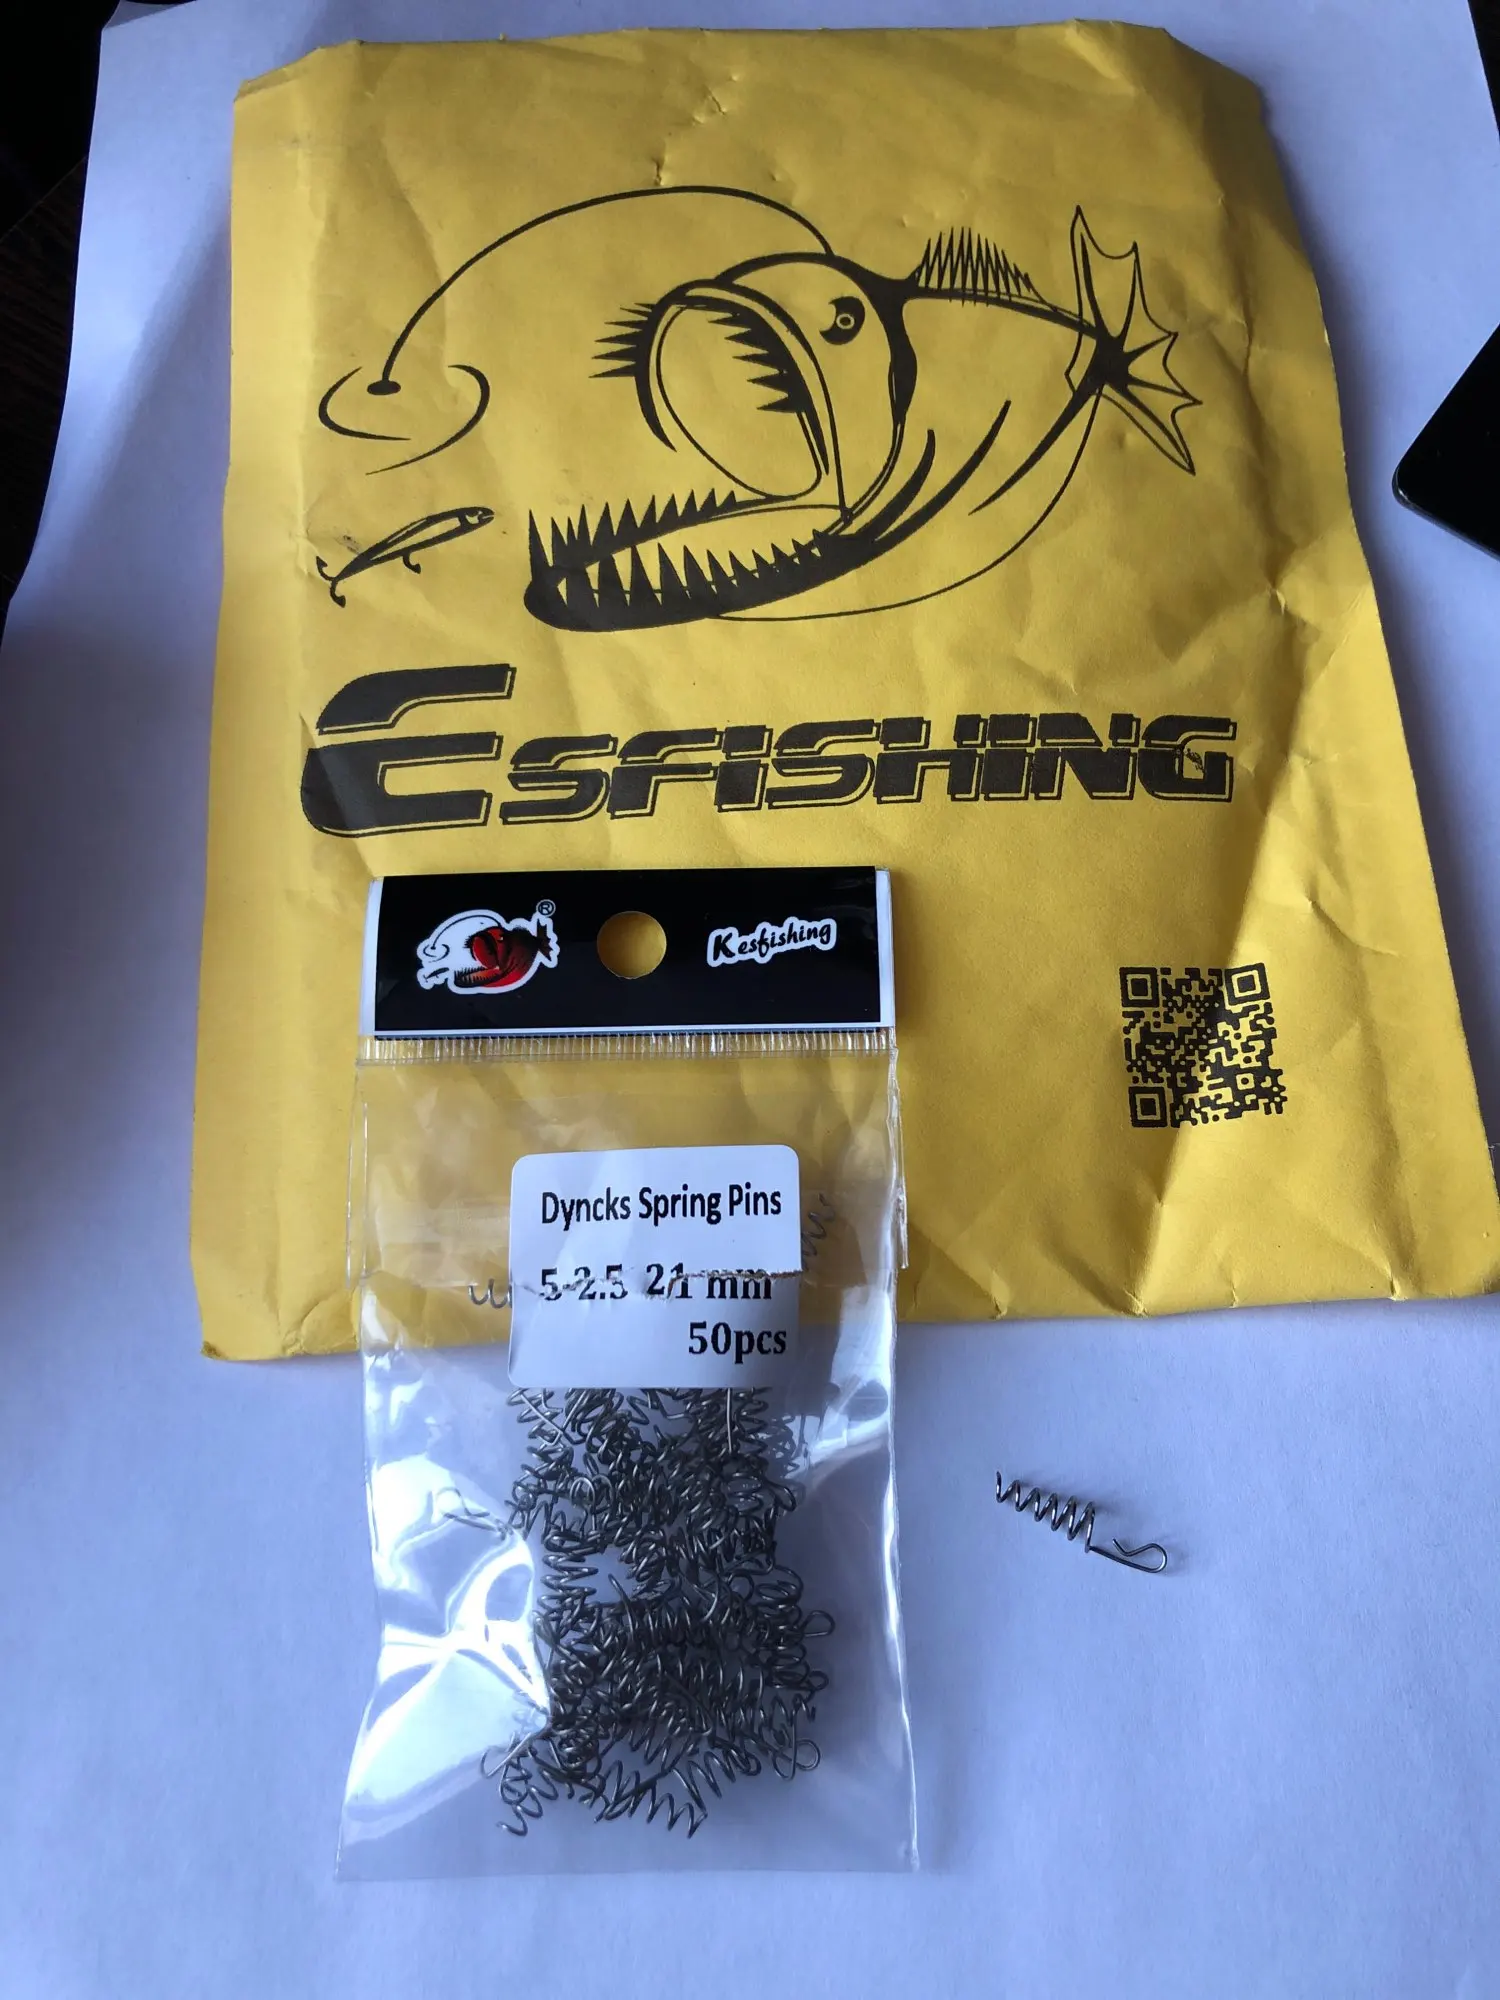 ESFISHING
®
Kesfishing
Dyncks Spring Pins
5-2.5 21 mm
50pcs